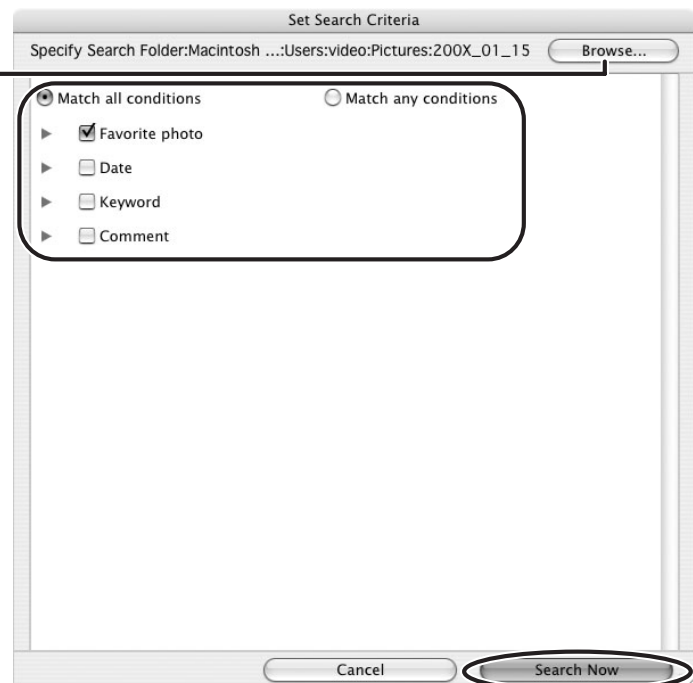 Set Search Criteria
Specify Search Folder:Macintosh ...:Users:video:Pictures:200X_01_15 Browse...
Match all conditions Match any conditions
Favorite photo
Date
Keyword
Comment
Cancel Search Now